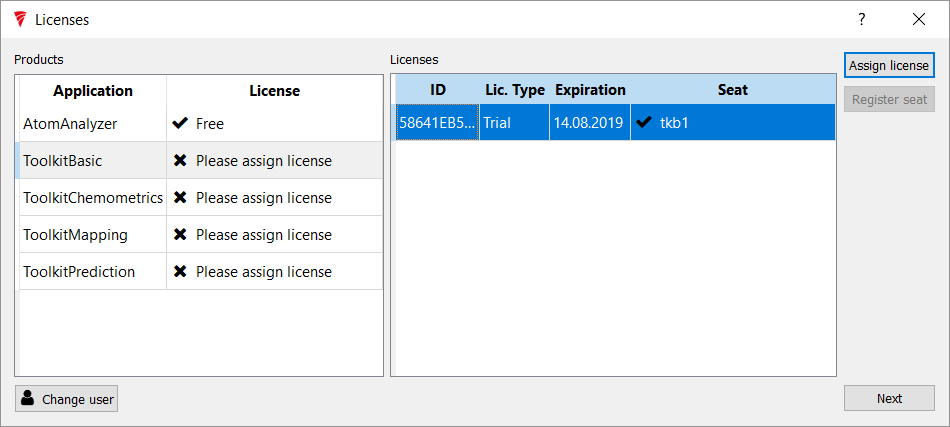 Licenses
?
Products
Licenses
Assign license
Application License
ID Lic. Type Expiration Seat
Register seat
AtomAnalyzer Free
58641EB5... Trial 14.08.2019 tkb1
ToolkitBasic Please assign license
ToolkitChemometrics Please assign license
ToolkitMapping Please assign license
ToolkitPrediction Please assign license
Change user
Next